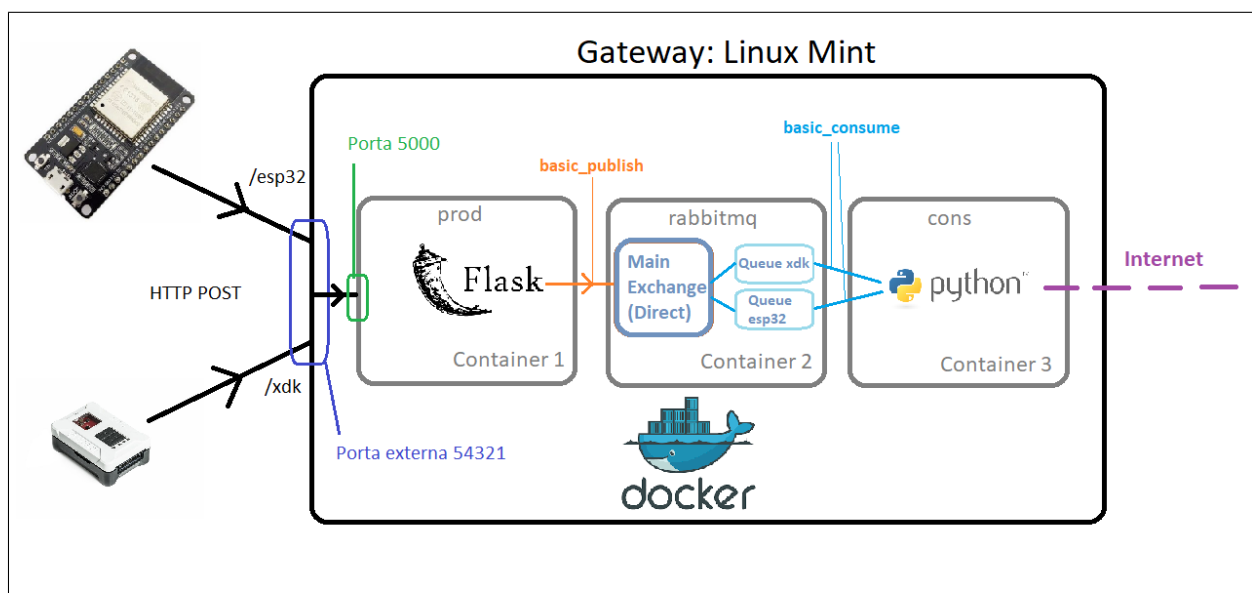 Gateway: Linux Mint
/esp32
Porta 5000
HTTP POST
/xdk
Porta externa 54321
prod
Flask
Container 1
basic_publish
rabbitmq
Main
Exchange
(Direct)
Queue xdk
Queue
esp32
Container 2
basic_consume
cons
python
Container 3
Internet
docker